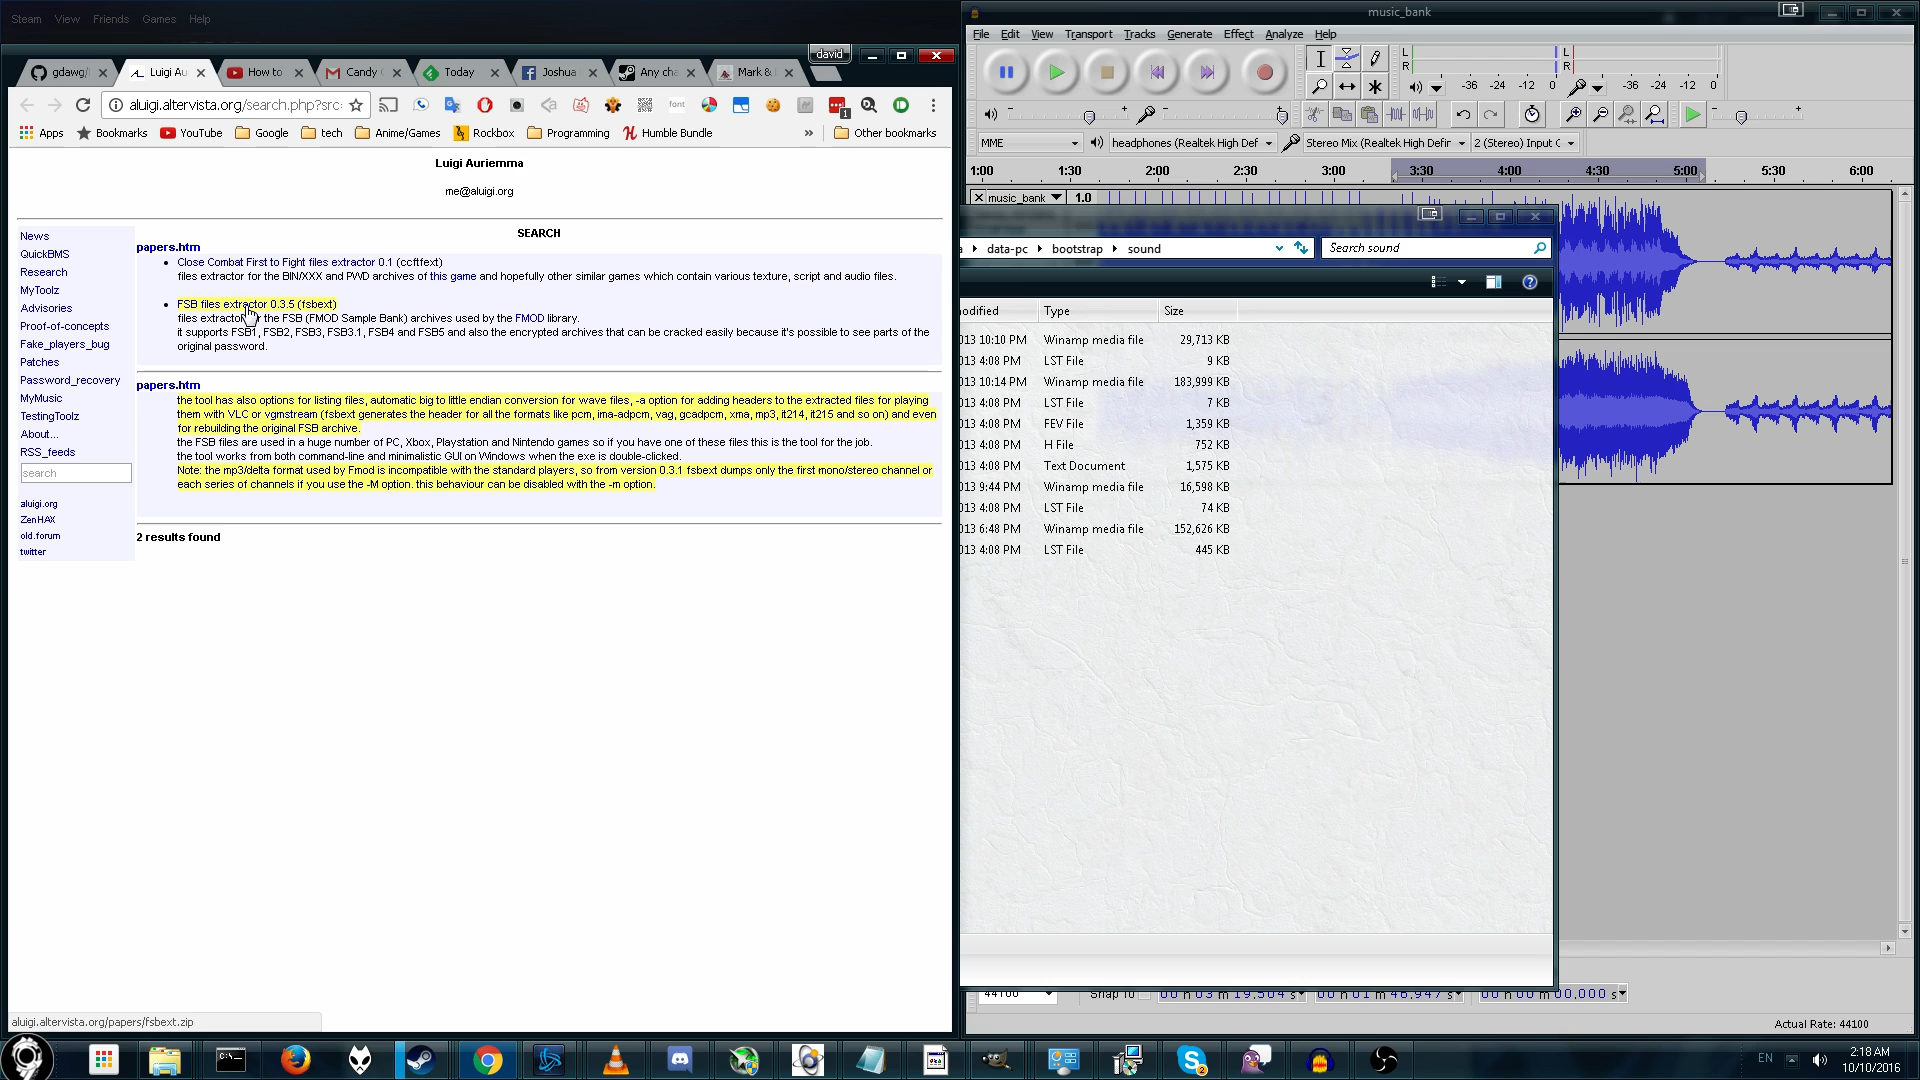 Steam View Friends Games Help
david
gdawg/
Luigi Au
How to
Candy
Today
Joshua
Any cha
Mark &
aluigi.altervista.org/search.php?src:
font
1
Apps Bookmarks YouTube Google tech Anime/Games Rockbox Programming Humble Bundle » Other bookmarks
Luigi Auriemma
me@aluigi.org
News
QuickBMS
Research
MyToolz
Advisories
Proof-of-concepts
Fake_players_bug
Patches
Password_recovery
MyMusic
TestingToolz
About...
RSS_feeds
search
aluigi.org
ZenHAX
old.forum
twitter
SEARCH
papers.htm
Close Combat First to Fight files extractor 0.1 (ccftfext)
files extractor for the BIN/XXX and PWD archives of this game and hopefully other similar games which contain various texture, script and audio files.
FSB files extractor 0.3.5 (fsbext)
files extractor the FSB (FMOD Sample Bank) archives used by the FMOD library.
it supports FSB1, FSB2, FSB3, FSB3.1, FSB4 and FSB5 and also the encrypted archives that can be cracked easily because it's possible to see parts of the
original password.
papers.htm
the tool has also options for listing files, automatic big to little endian conversion for wave files, -a option for adding headers to the extracted files for playing
them with VLC or vgmstream (fsbext generates the header for all the formats like pcm, ima-adpcm, vag, gcadpcm, xma, mp3, it214, it215 and so on) and even
for rebuilding the original FSB archive.
the FSB files are used in a huge number of PC, Xbox, Playstation and Nintendo games so if you have one of these files this is the tool for the job.
the tool works from both command-line and minimalistic GUI on Windows when the exe is double-clicked.
Note: the mp3/delta format used by Fmod is incompatible with the standard players, so from version 0.3.1 fsbext dumps only the first mono/stereo channel or
each series of channels if you use the -M option. this behaviour can be disabled with the -m option.
2 results found
aluigi.altervista.org/papers/fsbext.zip
music_bank
File Edit View Transport Tracks Generate Effect Analyze Help
L
R
-36 -24 -12 0
L
R
-36 -24 -12 0
MME headphones (Realtek High Def Stereo Mix (Realtek High Defir 2 (Stereo) Input C
1:00 1:30 2:00 2:30 3:00 3:30 4:00 4:30 5:00 5:30 6:00
music_bank 1.0
data-pc bootstrap sound
Search sound
odified Type Size
013 10:10 PM Winamp media file 29,713 KB
013 4:08 PM LST File 9 KB
013 10:14 PM Winamp media file 183,999 KB
013 4:08 PM LST File 7 KB
013 4:08 PM FEV File 1,359 KB
013 4:08 PM H File 752 KB
013 4:08 PM Text Document 1,575 KB
013 9:44 PM Winamp media file 16,598 KB
013 4:08 PM LST File 74 KB
013 6:48 PM Winamp media file 152,626 KB
013 4:08 PM LST File 445 KB
44100 Snap To 00 h 03 m 19,504 s 00 h 01 m 46,947 s 00 h 00 m 00,000 s
Actual Rate: 44100
EN
2:18 AM
10/10/2016